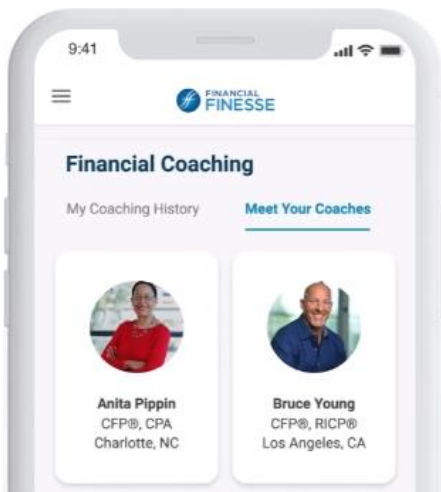 9:41
FINANCIAL
FINESSE
Financial Coaching
My Coaching History
Meet Your Coaches
Anita Pippin
CFP®, CPA
Charlotte, NC
Bruce Young
CFP®, RICP®
Los Angeles, CA